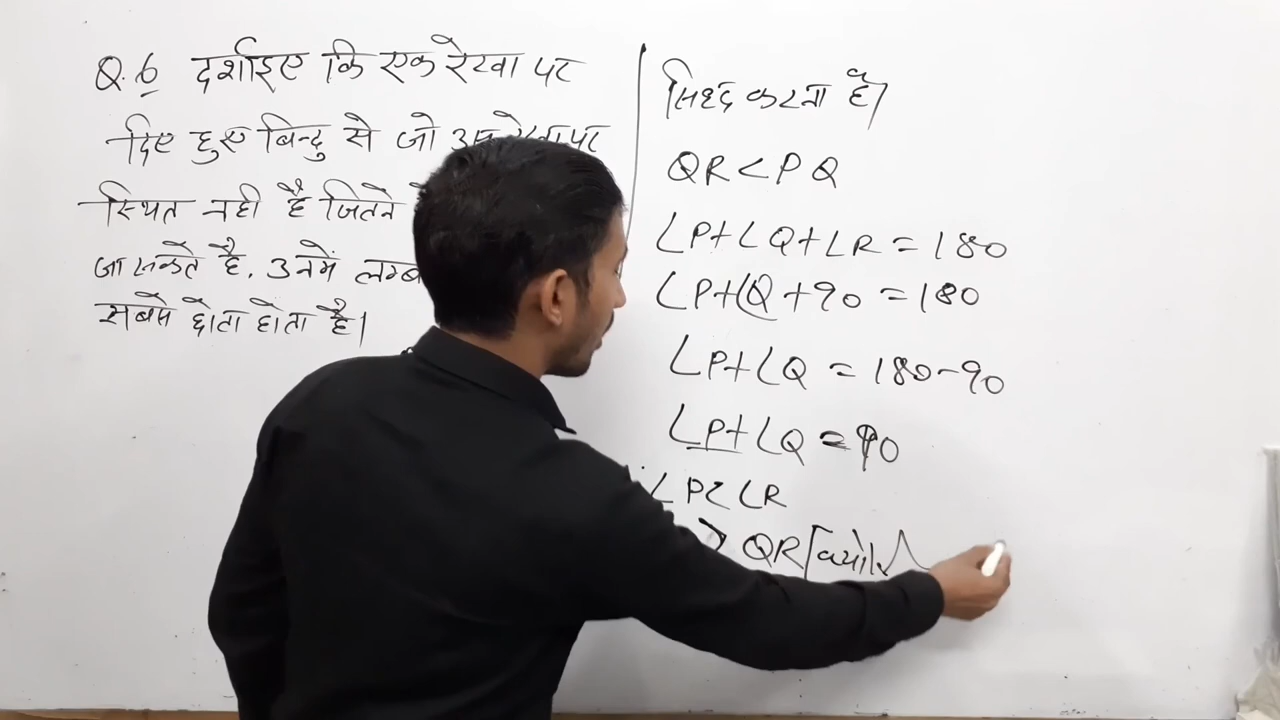 Q.6 दर्शाइए कि एक रेखा पर
दिए हुए बिन्दु से जो पर
स्थित नही है जितने
जा सकते है. उनमें लम्ब
सबसे छोटा होता है।
सिध्द करना है।
QR < PQ
∠P+∠Q+∠R = 180
∠P+∠Q+90 = 180
∠P+∠Q = 180-90
∠P+∠Q = 90
∠P<∠R
> QR [क्योंकि